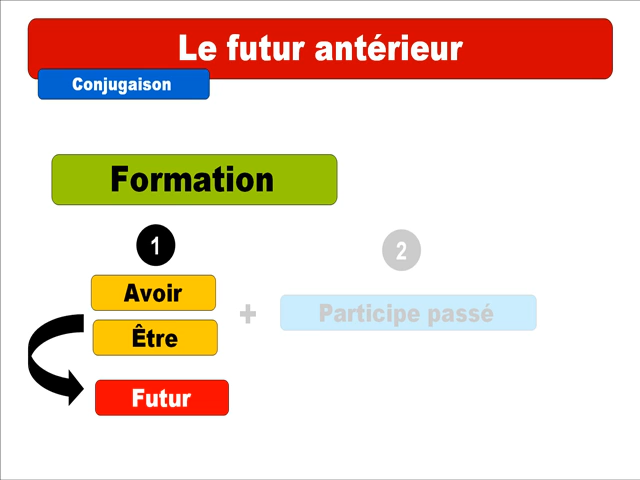 Le futur antérieur
Conjugaison
Formation
1
2
Avoir
Être
+
Participe passé
Futur